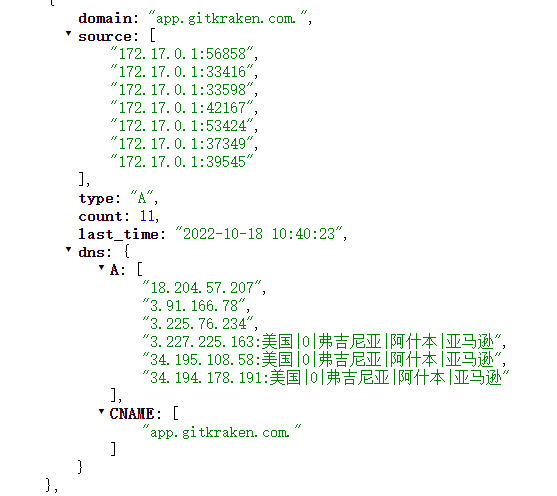 domain: "app.gitkraken.com.",
source: [
"172.17.0.1:56858",
"172.17.0.1:33416",
"172.17.0.1:33598",
"172.17.0.1:42167",
"172.17.0.1:53424",
"172.17.0.1:37349",
"172.17.0.1:39545"
],
type: "A",
count: 11,
last_time: "2022-10-18 10:40:23",
dns: {
A: [
"18.204.57.207",
"3.91.166.78",
"3.225.76.234",
"3.227.225.163:美国|0|弗吉尼亚|阿什本|亚马逊",
"34.195.108.58:美国|0|弗吉尼亚|阿什本|亚马逊",
"34.194.178.191:美国|0|弗吉尼亚|阿什本|亚马逊"
],
CNAME: [
"app.gitkraken.com."
]
}
},